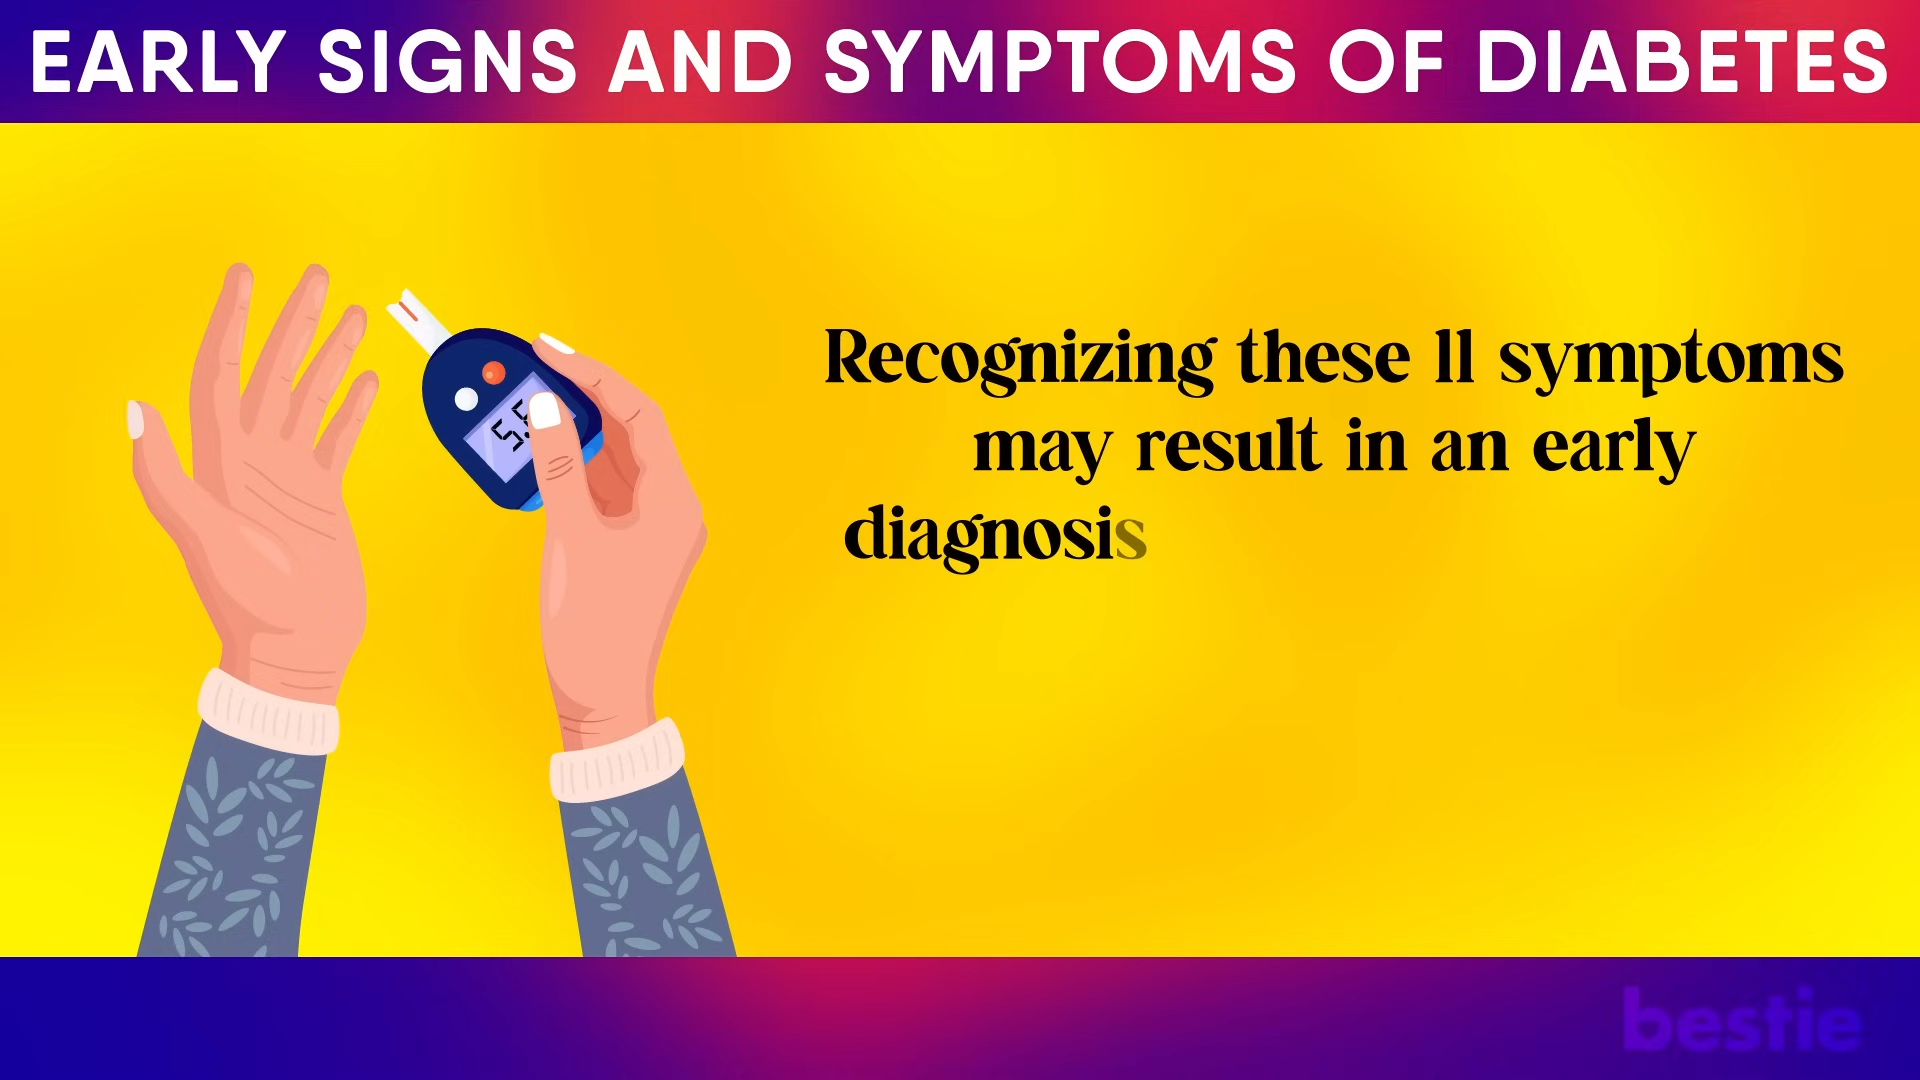 EARLY SIGNS AND SYMPTOMS OF DIABETES
Recognizing these 11 symptoms
may result in an early
diagnosis
bestie